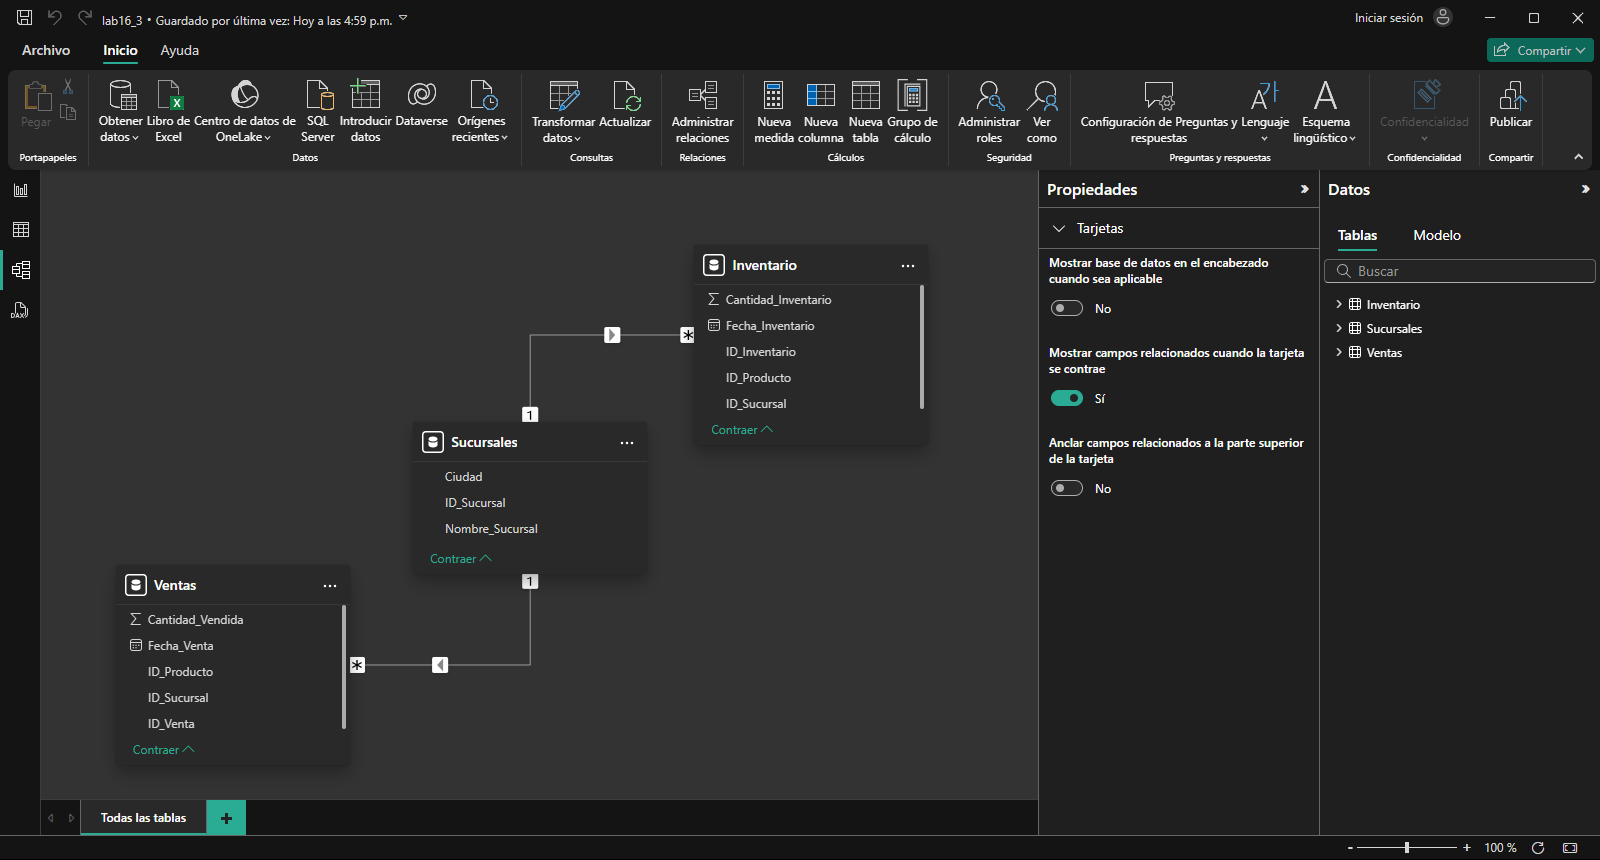 lab16_3 • Guardado por última vez: Hoy a las 4:59 p.m.
Iniciar sesión
Archivo
Inicio
Ayuda
Compartir
Pegar
Obtener datos
Libro de Excel
Centro de datos de OneLake
SQL Server
Introducir datos
Dataverse
Orígenes recientes
Transformar datos
Actualizar
Administrar relaciones
Nueva medida
Nueva columna
Nueva tabla
Grupo de cálculo
Administrar roles
Ver como
Configuración de Preguntas y respuestas
Lenguaje
Esquema lingüístico
Confidencialidad
Publicar
Portapapeles
Datos
Consultas
Relaciones
Cálculos
Seguridad
Preguntas y respuestas
Confidencialidad
Compartir
DAX
Inventario
Cantidad_Inventario
Fecha_Inventario
ID_Inventario
ID_Producto
ID_Sucursal
Contraer
*
1
Sucursales
Ciudad
ID_Sucursal
Nombre_Sucursal
Contraer
1
*
Ventas
Cantidad_Vendida
Fecha_Venta
ID_Producto
ID_Sucursal
ID_Venta
Contraer
Propiedades
Tarjetas
Mostrar base de datos en el encabezado
cuando sea aplicable
No
Mostrar campos relacionados cuando la tarjeta
se contrae
Sí
Anclar campos relacionados a la parte superior
de la tarjeta
No
Datos
Tablas
Modelo
Buscar
Inventario
Sucursales
Ventas
Todas las tablas
+
- + 100 %